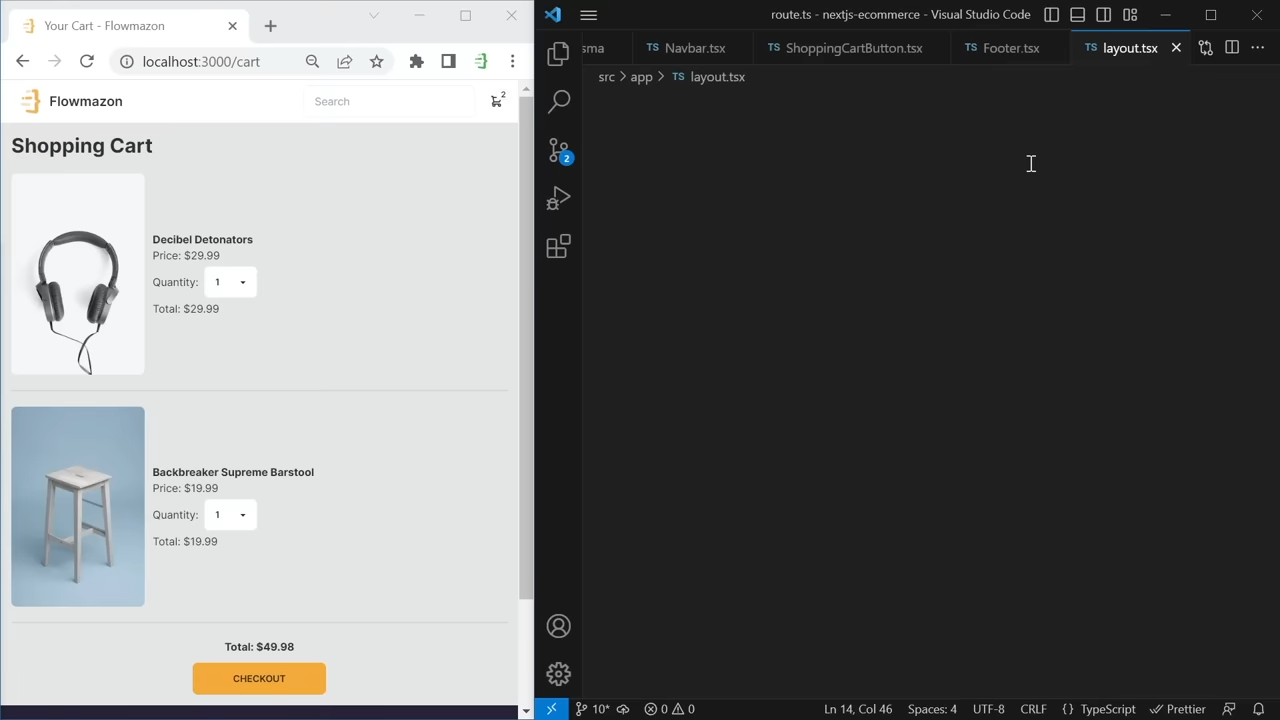 Your Cart - Flowmazon
localhost:3000/cart
Flowmazon
Search
2
Shopping Cart
Decibel Detonators
Price: $29.99
Quantity: 1
Total: $29.99
Backbreaker Supreme Barstool
Price: $19.99
Quantity: 1
Total: $19.99
Total: $49.98
CHECKOUT
route.ts - nextjs-ecommerce - Visual Studio Code
sma TS Navbar.tsx TS ShoppingCartButton.tsx TS Footer.tsx TS layout.tsx
src > app > TS layout.tsx
2
10* 0 0 Ln 14, Col 46 Spaces: 4 UTF-8 CRLF {} TypeScript Prettier